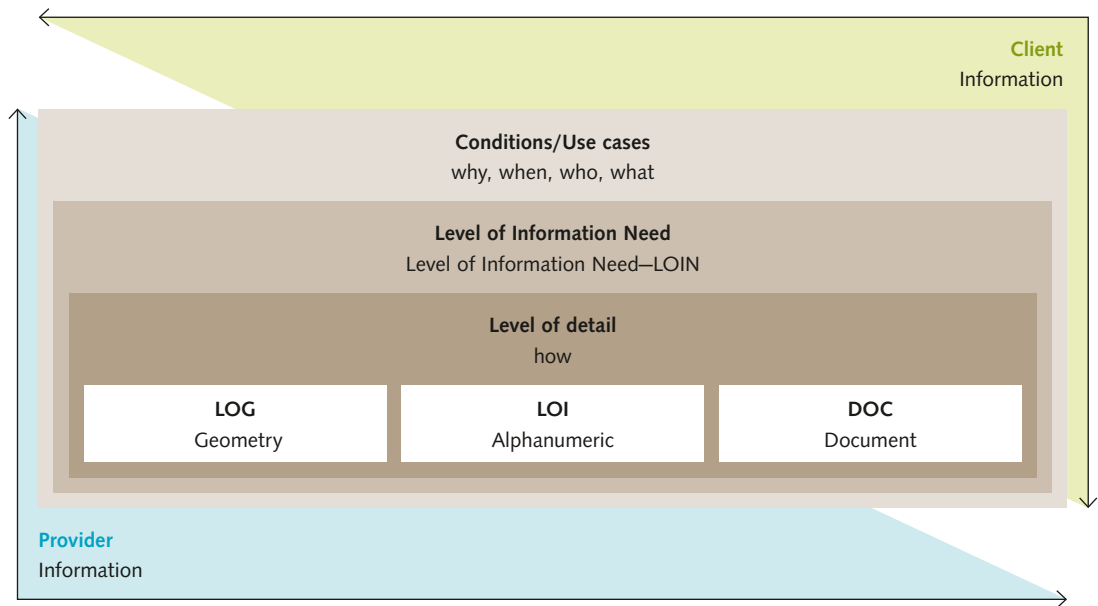 Client
Information
Conditions/Use cases
why, when, who, what
Level of Information Need
Level of Information Need—LOIN
Level of detail
how
LOG
Geometry
LOI
Alphanumeric
DOC
Document
Provider
Information